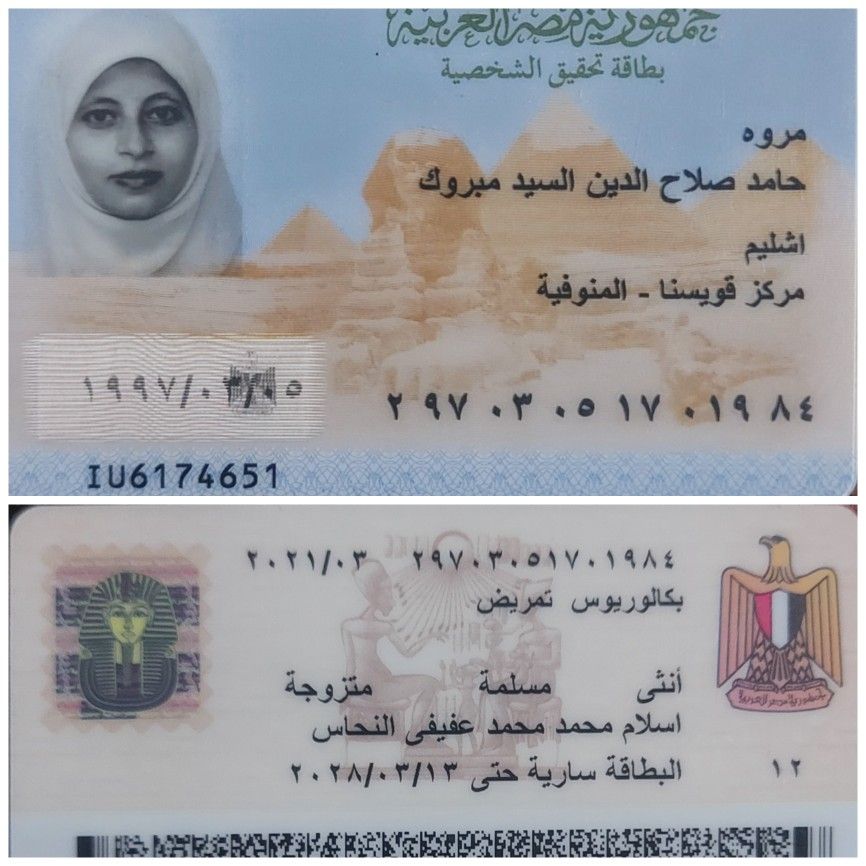 جمهورية مصر العربية
بطاقة تحقيق الشخصية
مروه
حامد صلاح الدين السيد مبروك
اشليم
مركز قويسنا - المنوفية
١٩٩٧/٠٣/٠٥
٢ ٩٧ ٠٣ ٠٥ ١٧ ٠١٩ ٨٤
IU6174651
٢٩٧٠٣٠٥١٧٠١٩٨٤ ٢٠٢١/٠٣
بكالوريوس تمريض
أنثى مسلمة متزوجة
اسلام محمد محمد عفيفى النحاس
البطاقة سارية حتى ٢٠٢٨/٠٣/١٣
١٢
جمهورية مصر العربية